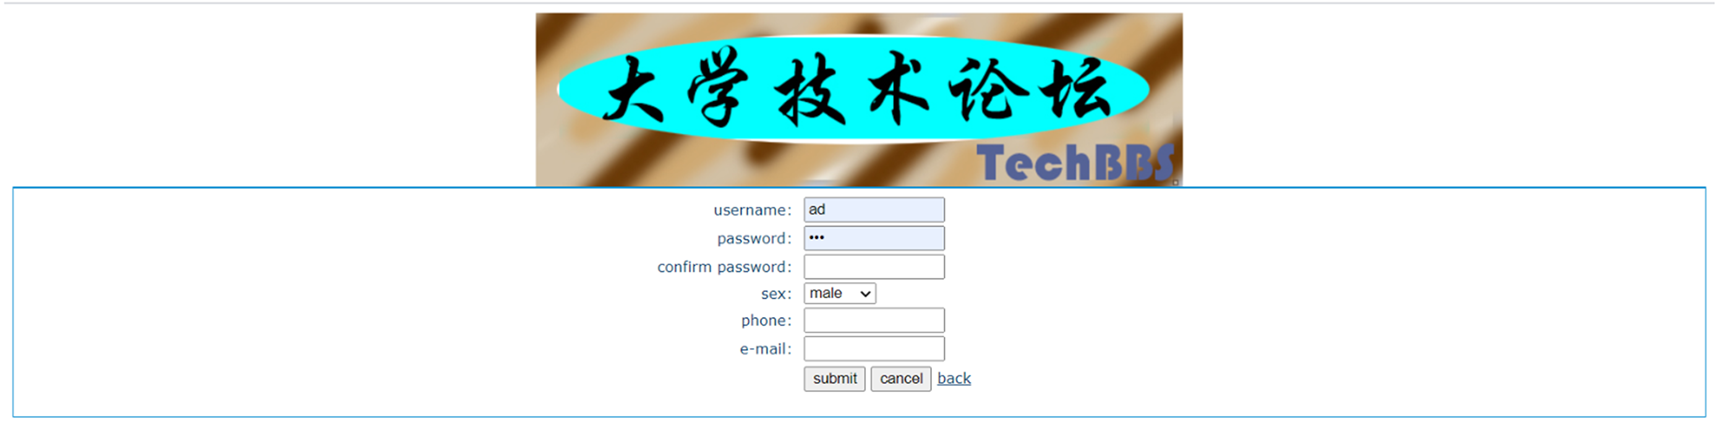 大学技术论坛
TechBBS
username: ad
password: •••
confirm password:
sex: male
phone:
e-mail:
submit cancel back